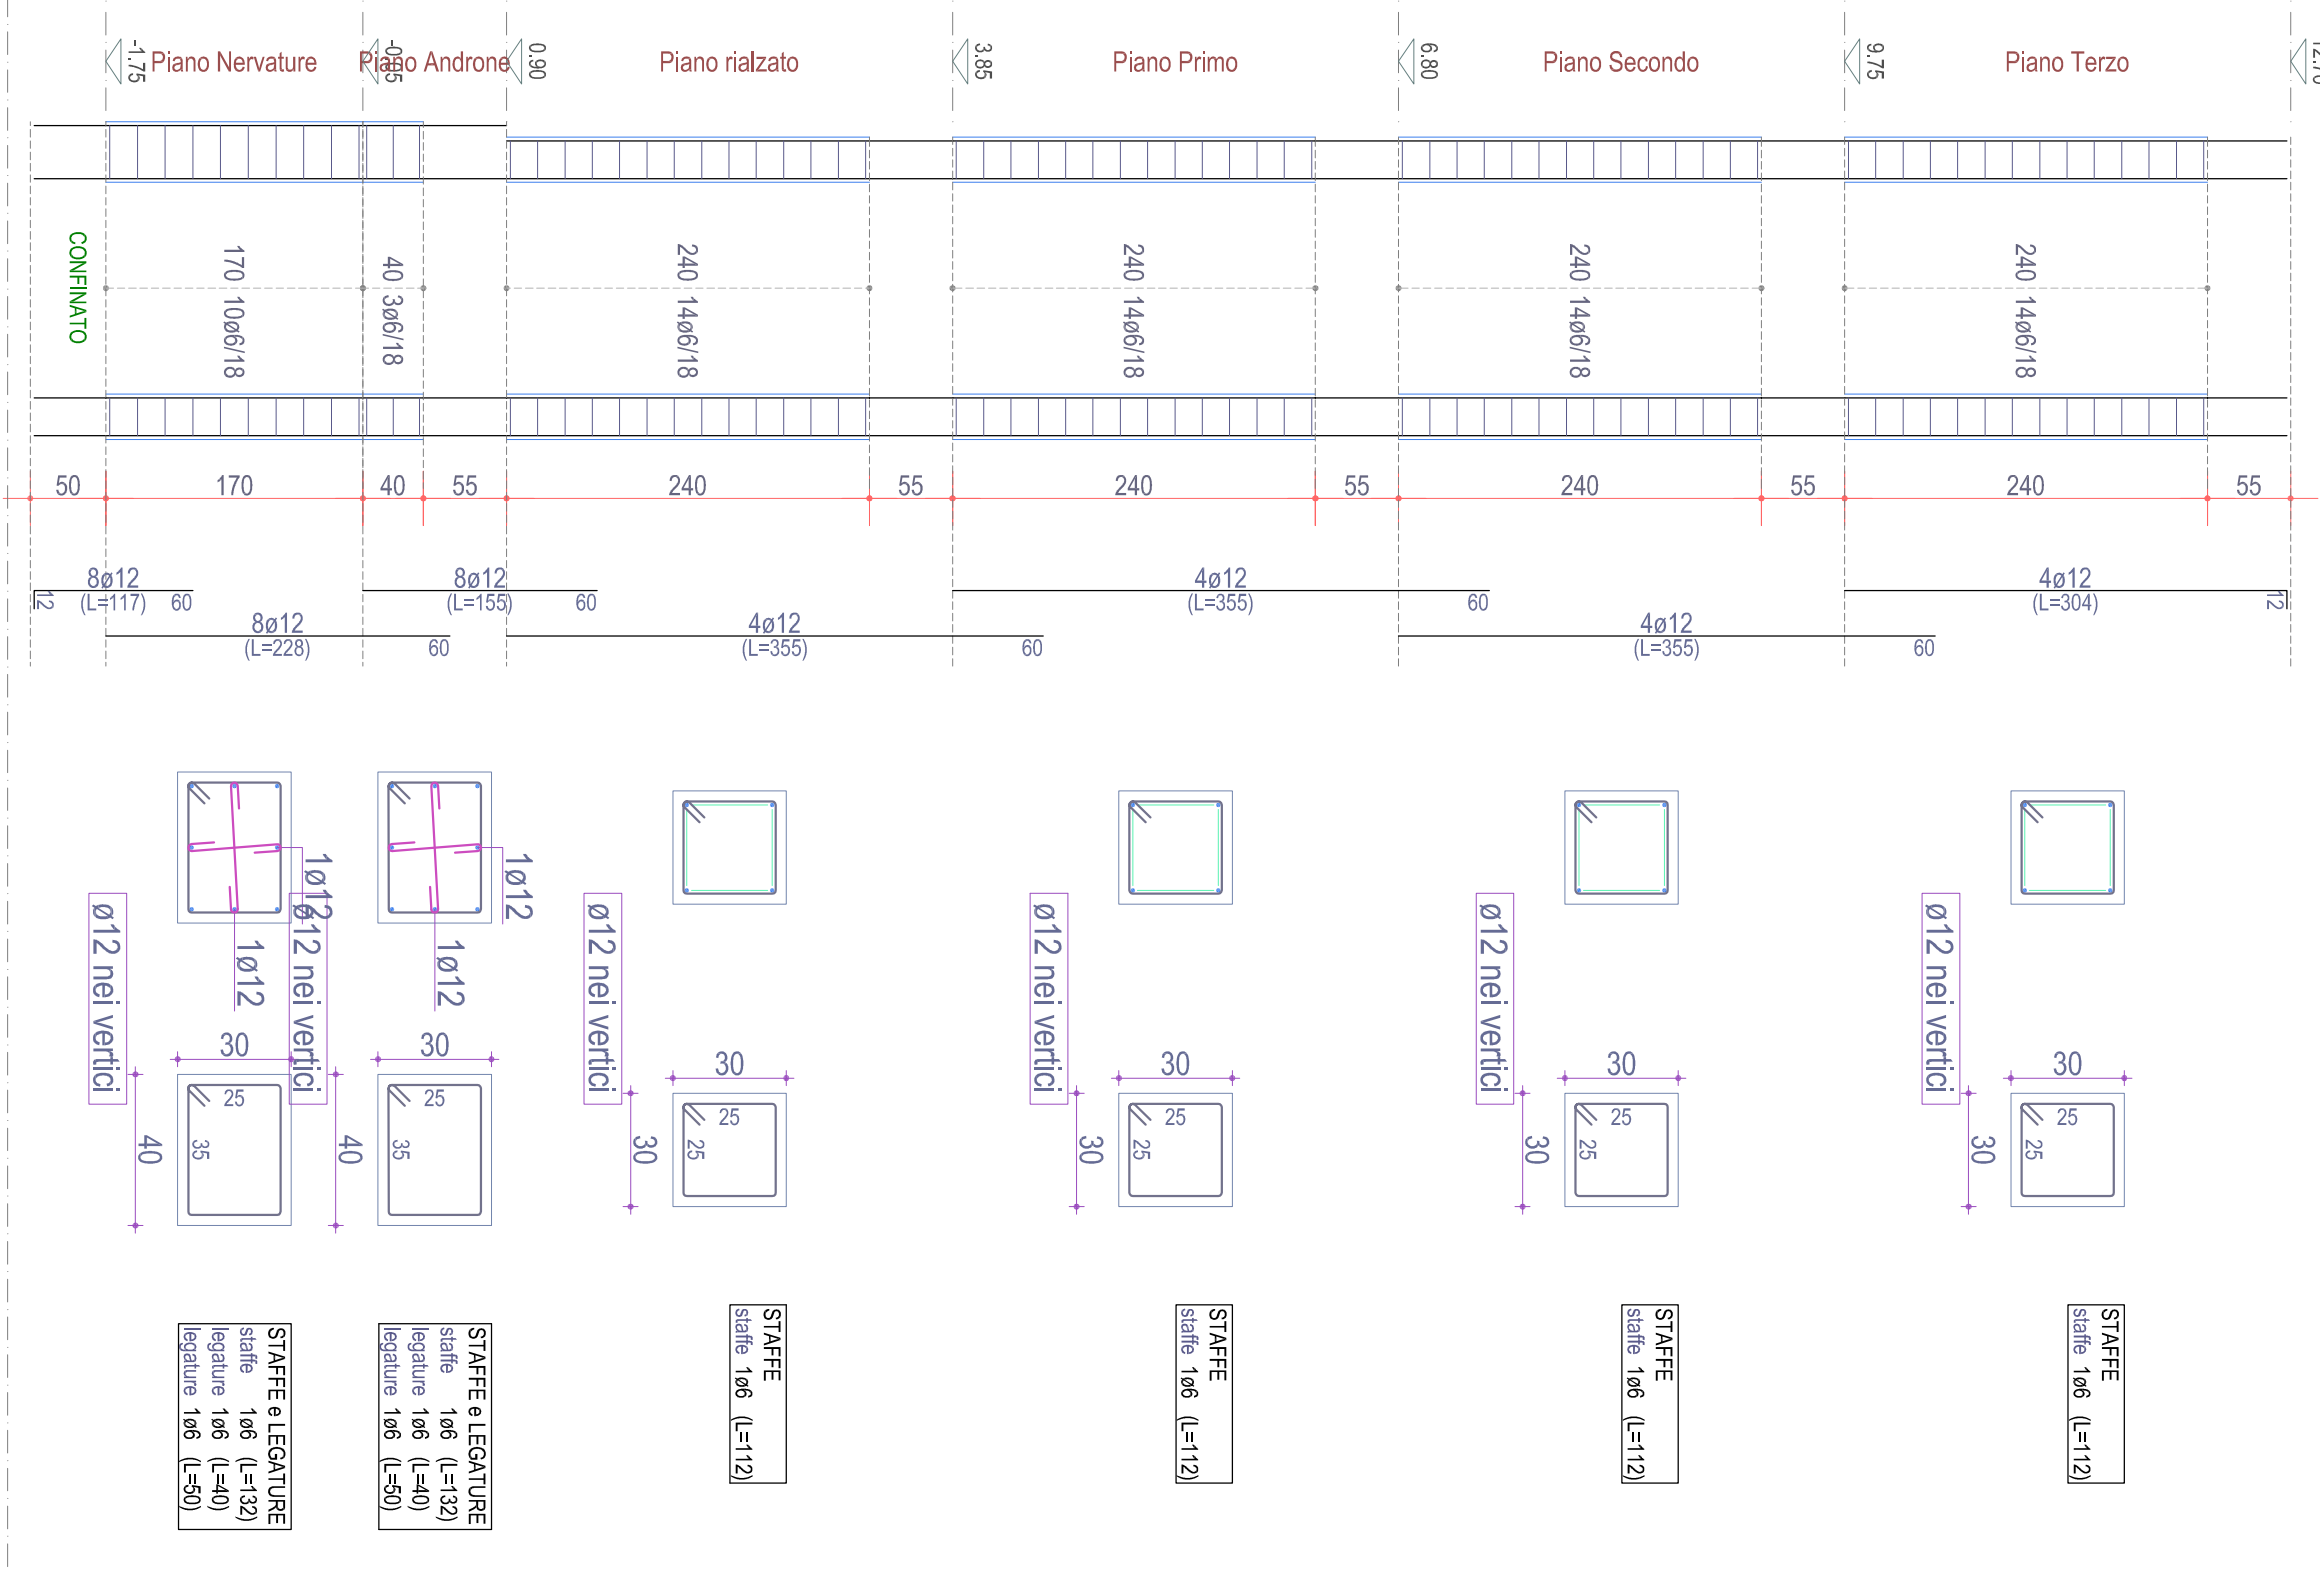 -1.75
Piano Nervature
-0.05
Piano Androne
0.90
Piano rialzato
3.85
Piano Primo
6.80
Piano Secondo
9.75
Piano Terzo
12.70
CONFINATO
170 10ø6/18
40 3ø6/18
240 14ø6/18
240 14ø6/18
240 14ø6/18
240 14ø6/18
50 170 40 55 240 55 240 55 240 55 240 55
12
8ø12
(L=117) 60
8ø12
(L=155) 60
4ø12
(L=355) 60
4ø12
(L=304)
12
8ø12
(L=228) 60
4ø12
(L=355) 60
4ø12
(L=355) 60
1ø12
1ø12
ø12 nei vertici
1ø12
1ø12
ø12 nei vertici
ø12 nei vertici
ø12 nei vertici
ø12 nei vertici
ø12 nei vertici
30
40
25
35
30
40
25
35
30
30
25
25
30
30
25
25
30
30
25
25
30
30
25
25
STAFFE e LEGATURE
staffe 1ø6 (L=132)
legature 1ø6 (L=40)
legature 1ø6 (L=50)
STAFFE e LEGATURE
staffe 1ø6 (L=132)
legature 1ø6 (L=40)
legature 1ø6 (L=50)
STAFFE
staffe 1ø6 (L=112)
STAFFE
staffe 1ø6 (L=112)
STAFFE
staffe 1ø6 (L=112)
STAFFE
staffe 1ø6 (L=112)